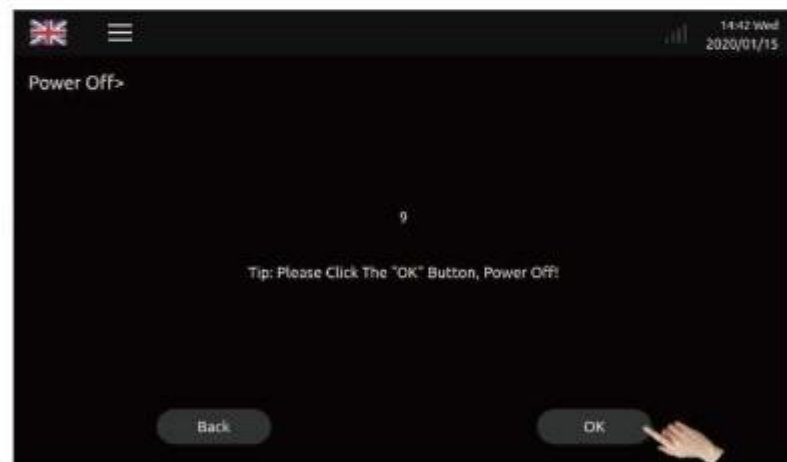 14:42 Wed
2020/01/15
Power Off>
9
Tip: Please Click The "OK" Button, Power Off!
Back
OK